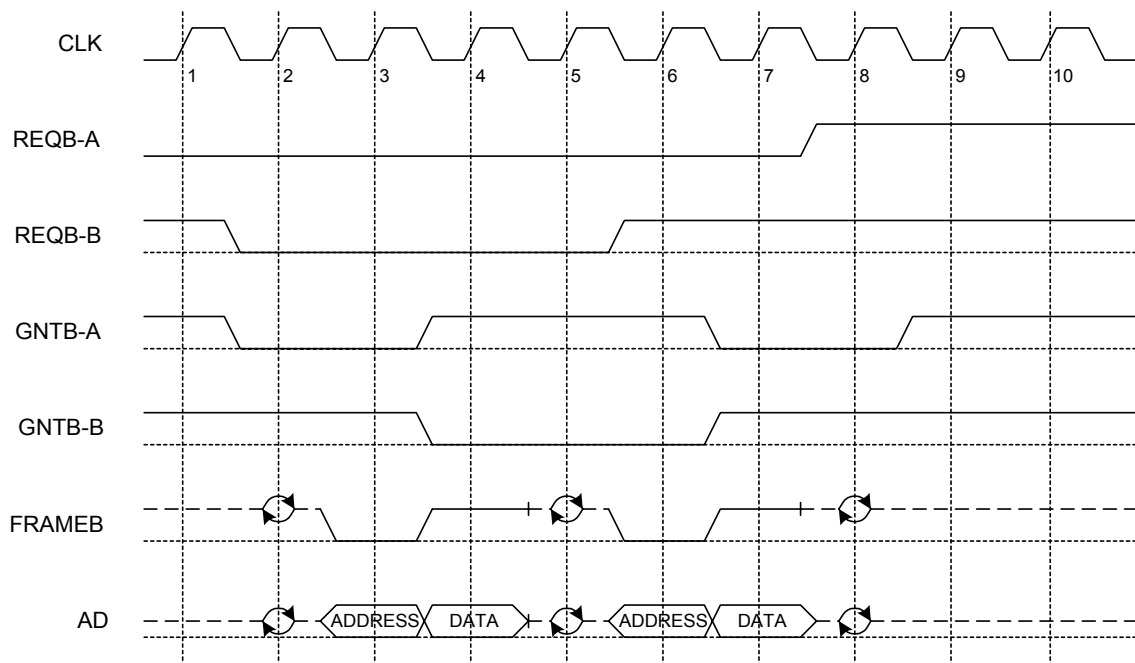 CLK
1 2 3 4 5 6 7 8 9 10
REQB-A
REQB-B
GNTB-A
GNTB-B
FRAMEB
AD
ADDRESS DATA ADDRESS DATA